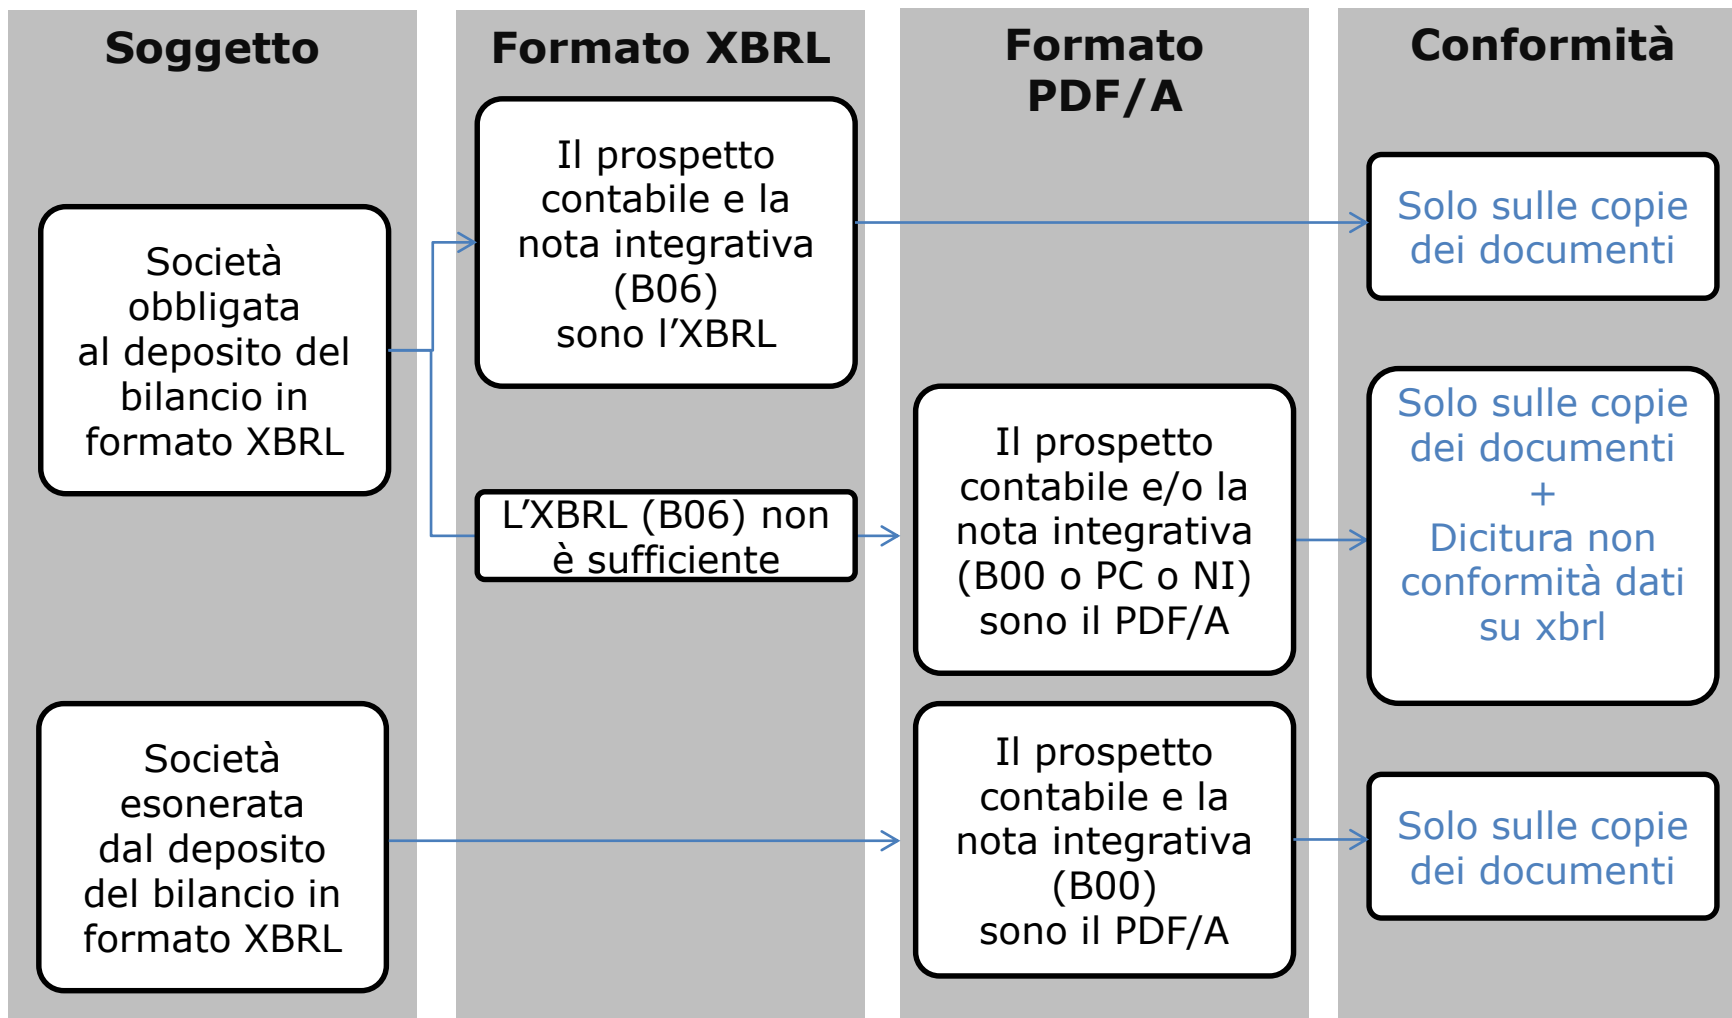 Soggetto
Formato XBRL
Formato
PDF/A
Conformità
Società
obbligata
al deposito del
bilancio in
formato XBRL
Il prospetto
contabile e la
nota integrativa
(B06)
sono l’XBRL
Solo sulle copie
dei documenti
L’XBRL (B06) non
è sufficiente
Il prospetto
contabile e/o la
nota integrativa
(B00 o PC o NI)
sono il PDF/A
Solo sulle copie
dei documenti
+
Dicitura non
conformità dati
su xbrl
Società
esonerata
dal deposito
del bilancio in
formato XBRL
Il prospetto
contabile e la
nota integrativa
(B00)
sono il PDF/A
Solo sulle copie
dei documenti